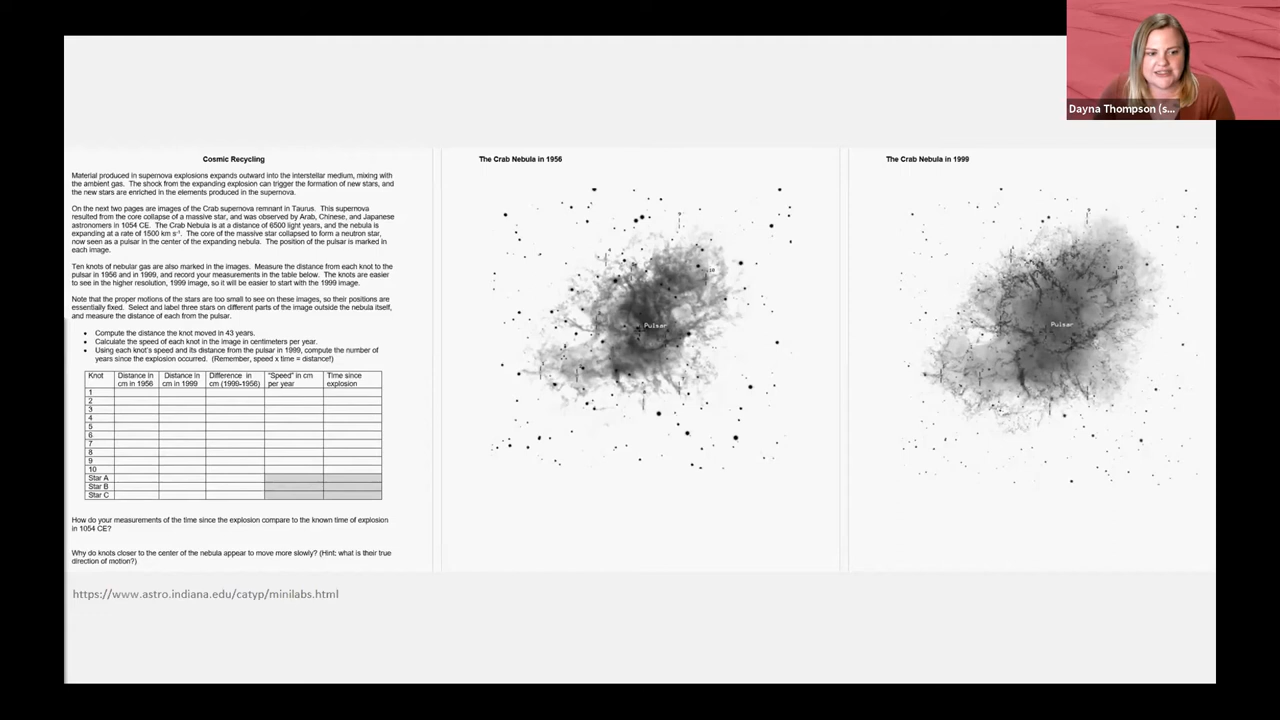 Dayna Thompson (s...
Cosmic Recycling
Material produced in supernova explosions expands outward into the interstellar medium, mixing with
the ambient gas. The shock from the expanding explosion can trigger the formation of new stars, and
the new stars are enriched in the elements produced in the supernova.
On the next two pages are images of the Crab supernova remnant in Taurus. This supernova
resulted from the core collapse of a massive star, and was observed by Arab, Chinese, and Japanese
astronomers in 1054 CE. The Crab Nebula is at a distance of 6500 light years, and the nebula is
expanding at a rate of 1500 km s⁻¹. The core of the massive star collapsed to form a neutron star,
now seen as a pulsar in the center of the expanding nebula. The position of the pulsar is marked in
each image.
Ten knots of nebular gas are also marked in the images. Measure the distance from each knot to the
pulsar in 1956 and in 1999, and record your measurements in the table below. The knots are easier
to see in the higher resolution, 1999 image, so it will be easier to start with the 1999 image.
Note that the proper motions of the stars are too small to see on these images, so their positions are
essentially fixed. Select and label three stars on different parts of the image outside the nebula itself,
and measure the distance of each from the pulsar.
• Compute the distance the knot moved in 43 years.
• Calculate the speed of each knot in the image in centimeters per year.
• Using each knot's speed and its distance from the pulsar in 1999, compute the number of
years since the explosion occurred. (Remember, speed x time = distance!)
Knot Distance in Distance in Difference in "Speed" in cm Time since
cm in 1956 cm in 1999 cm (1999-1956) per year explosion
1
2
3
4
5
6
7
8
9
10
Star A
Star B
Star C
How do your measurements of the time since the explosion compare to the known time of explosion
in 1054 CE?
Why do knots closer to the center of the nebula appear to move more slowly? (Hint: what is their true
direction of motion?)
The Crab Nebula in 1956
10
Pulsar
The Crab Nebula in 1999
10
Pulsar
https://www.astro.indiana.edu/catyp/minilabs.html